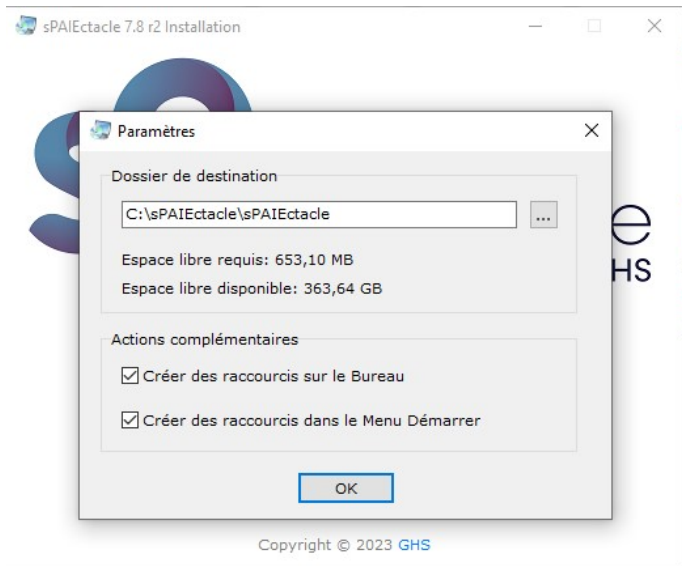 sPAIEctacle 7.8 r2 Installation
Paramètres
Dossier de destination
C:\sPAIEctacle\sPAIEctacle
...
Espace libre requis: 653,10 MB
Espace libre disponible: 363,64 GB
HS
Actions complémentaires
Créer des raccourcis sur le Bureau
Créer des raccourcis dans le Menu Démarrer
OK
Copyright © 2023 GHS